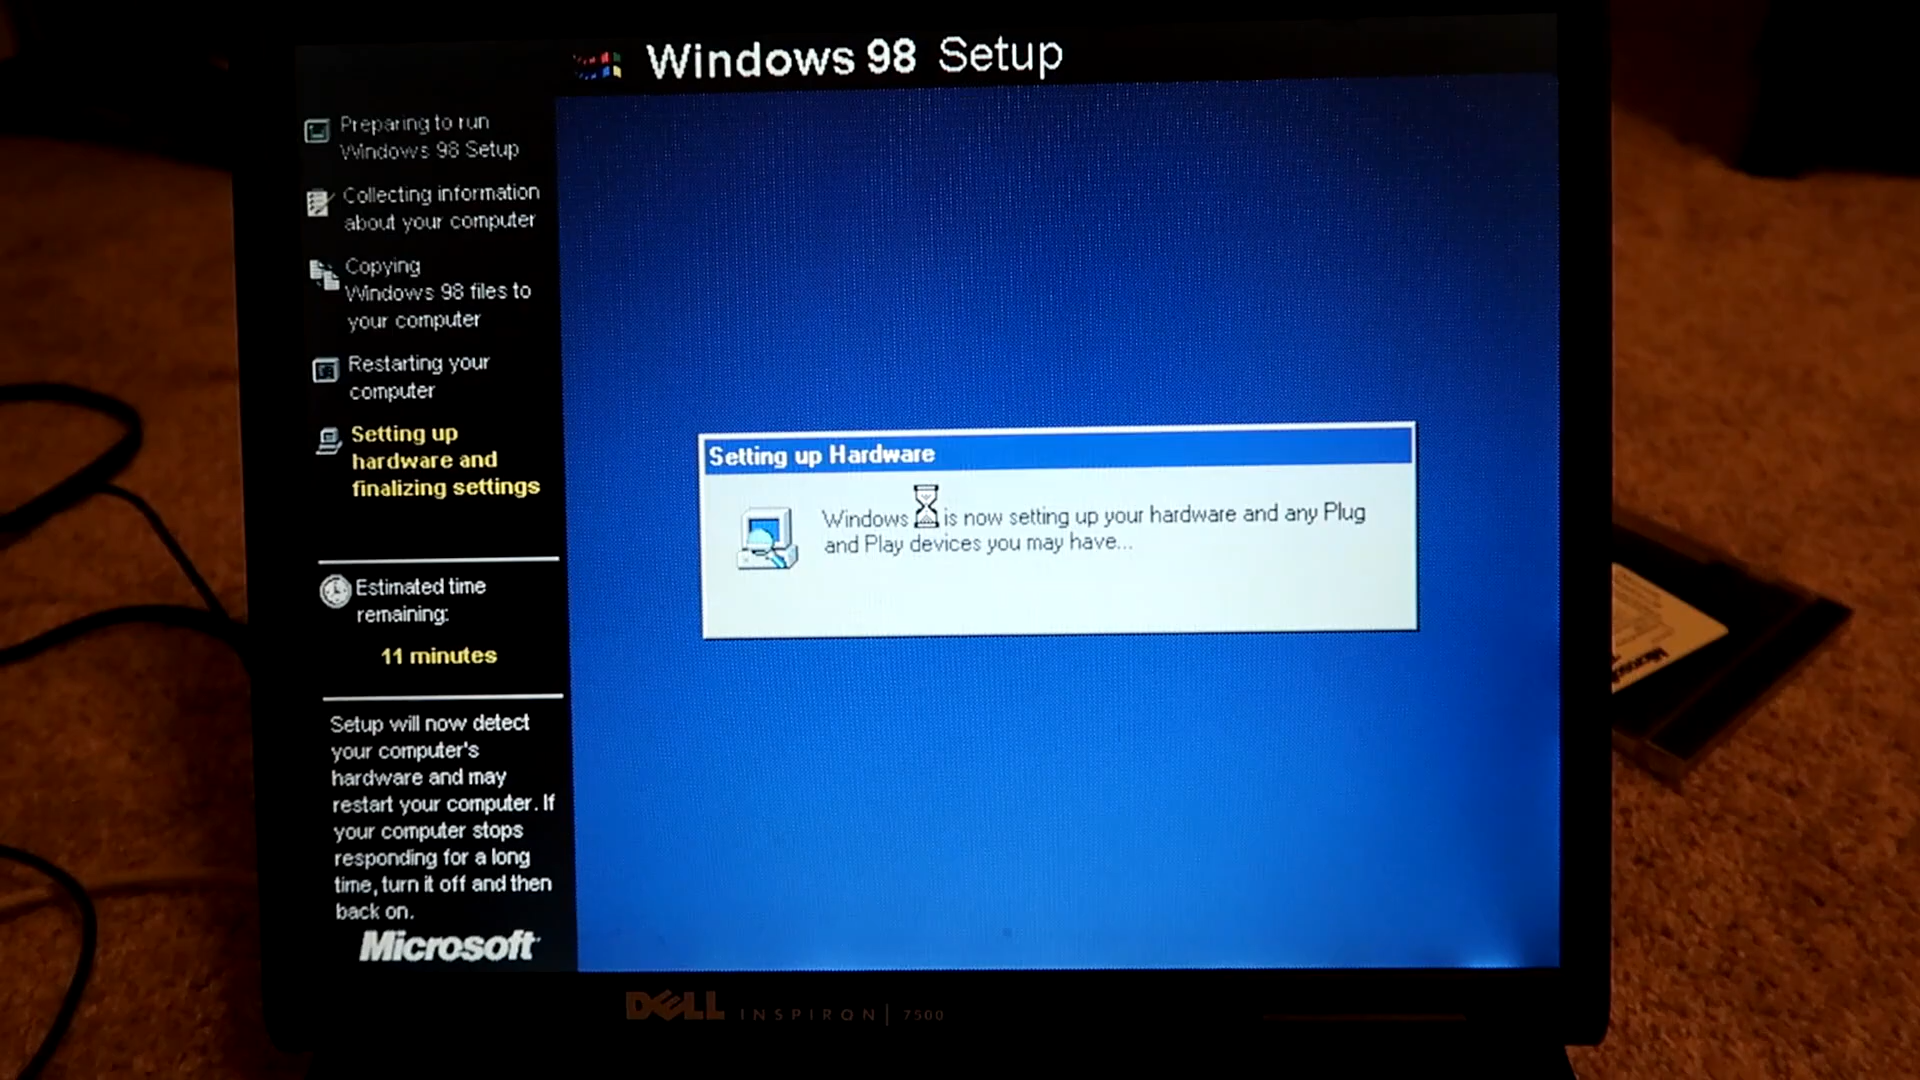 Windows 98 Setup
Preparing to run
Windows 98 Setup
Collecting information
about your computer
Copying
Windows 98 files to
your computer
Restarting your
computer
Setting up
hardware and
finalizing settings
Estimated time
remaining:
11 minutes
Setup will now detect
your computer's
hardware and may
restart your computer. If
your computer stops
responding for a long
time, turn it off and then
back on.
Microsoft
Setting up Hardware
Windows is now setting up your hardware and any Plug
and Play devices you may have...
DELL INSPIRON 7500